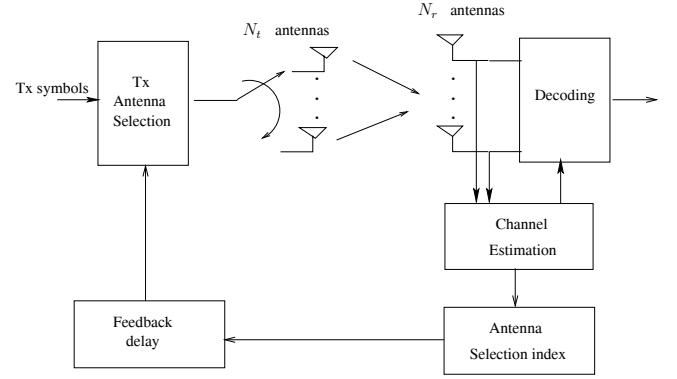 N_r antennas
N_t antennas
Tx symbols
Tx
Antenna
Selection
Decoding
Channel
Estimation
Feedback
delay
Antenna
Selection index